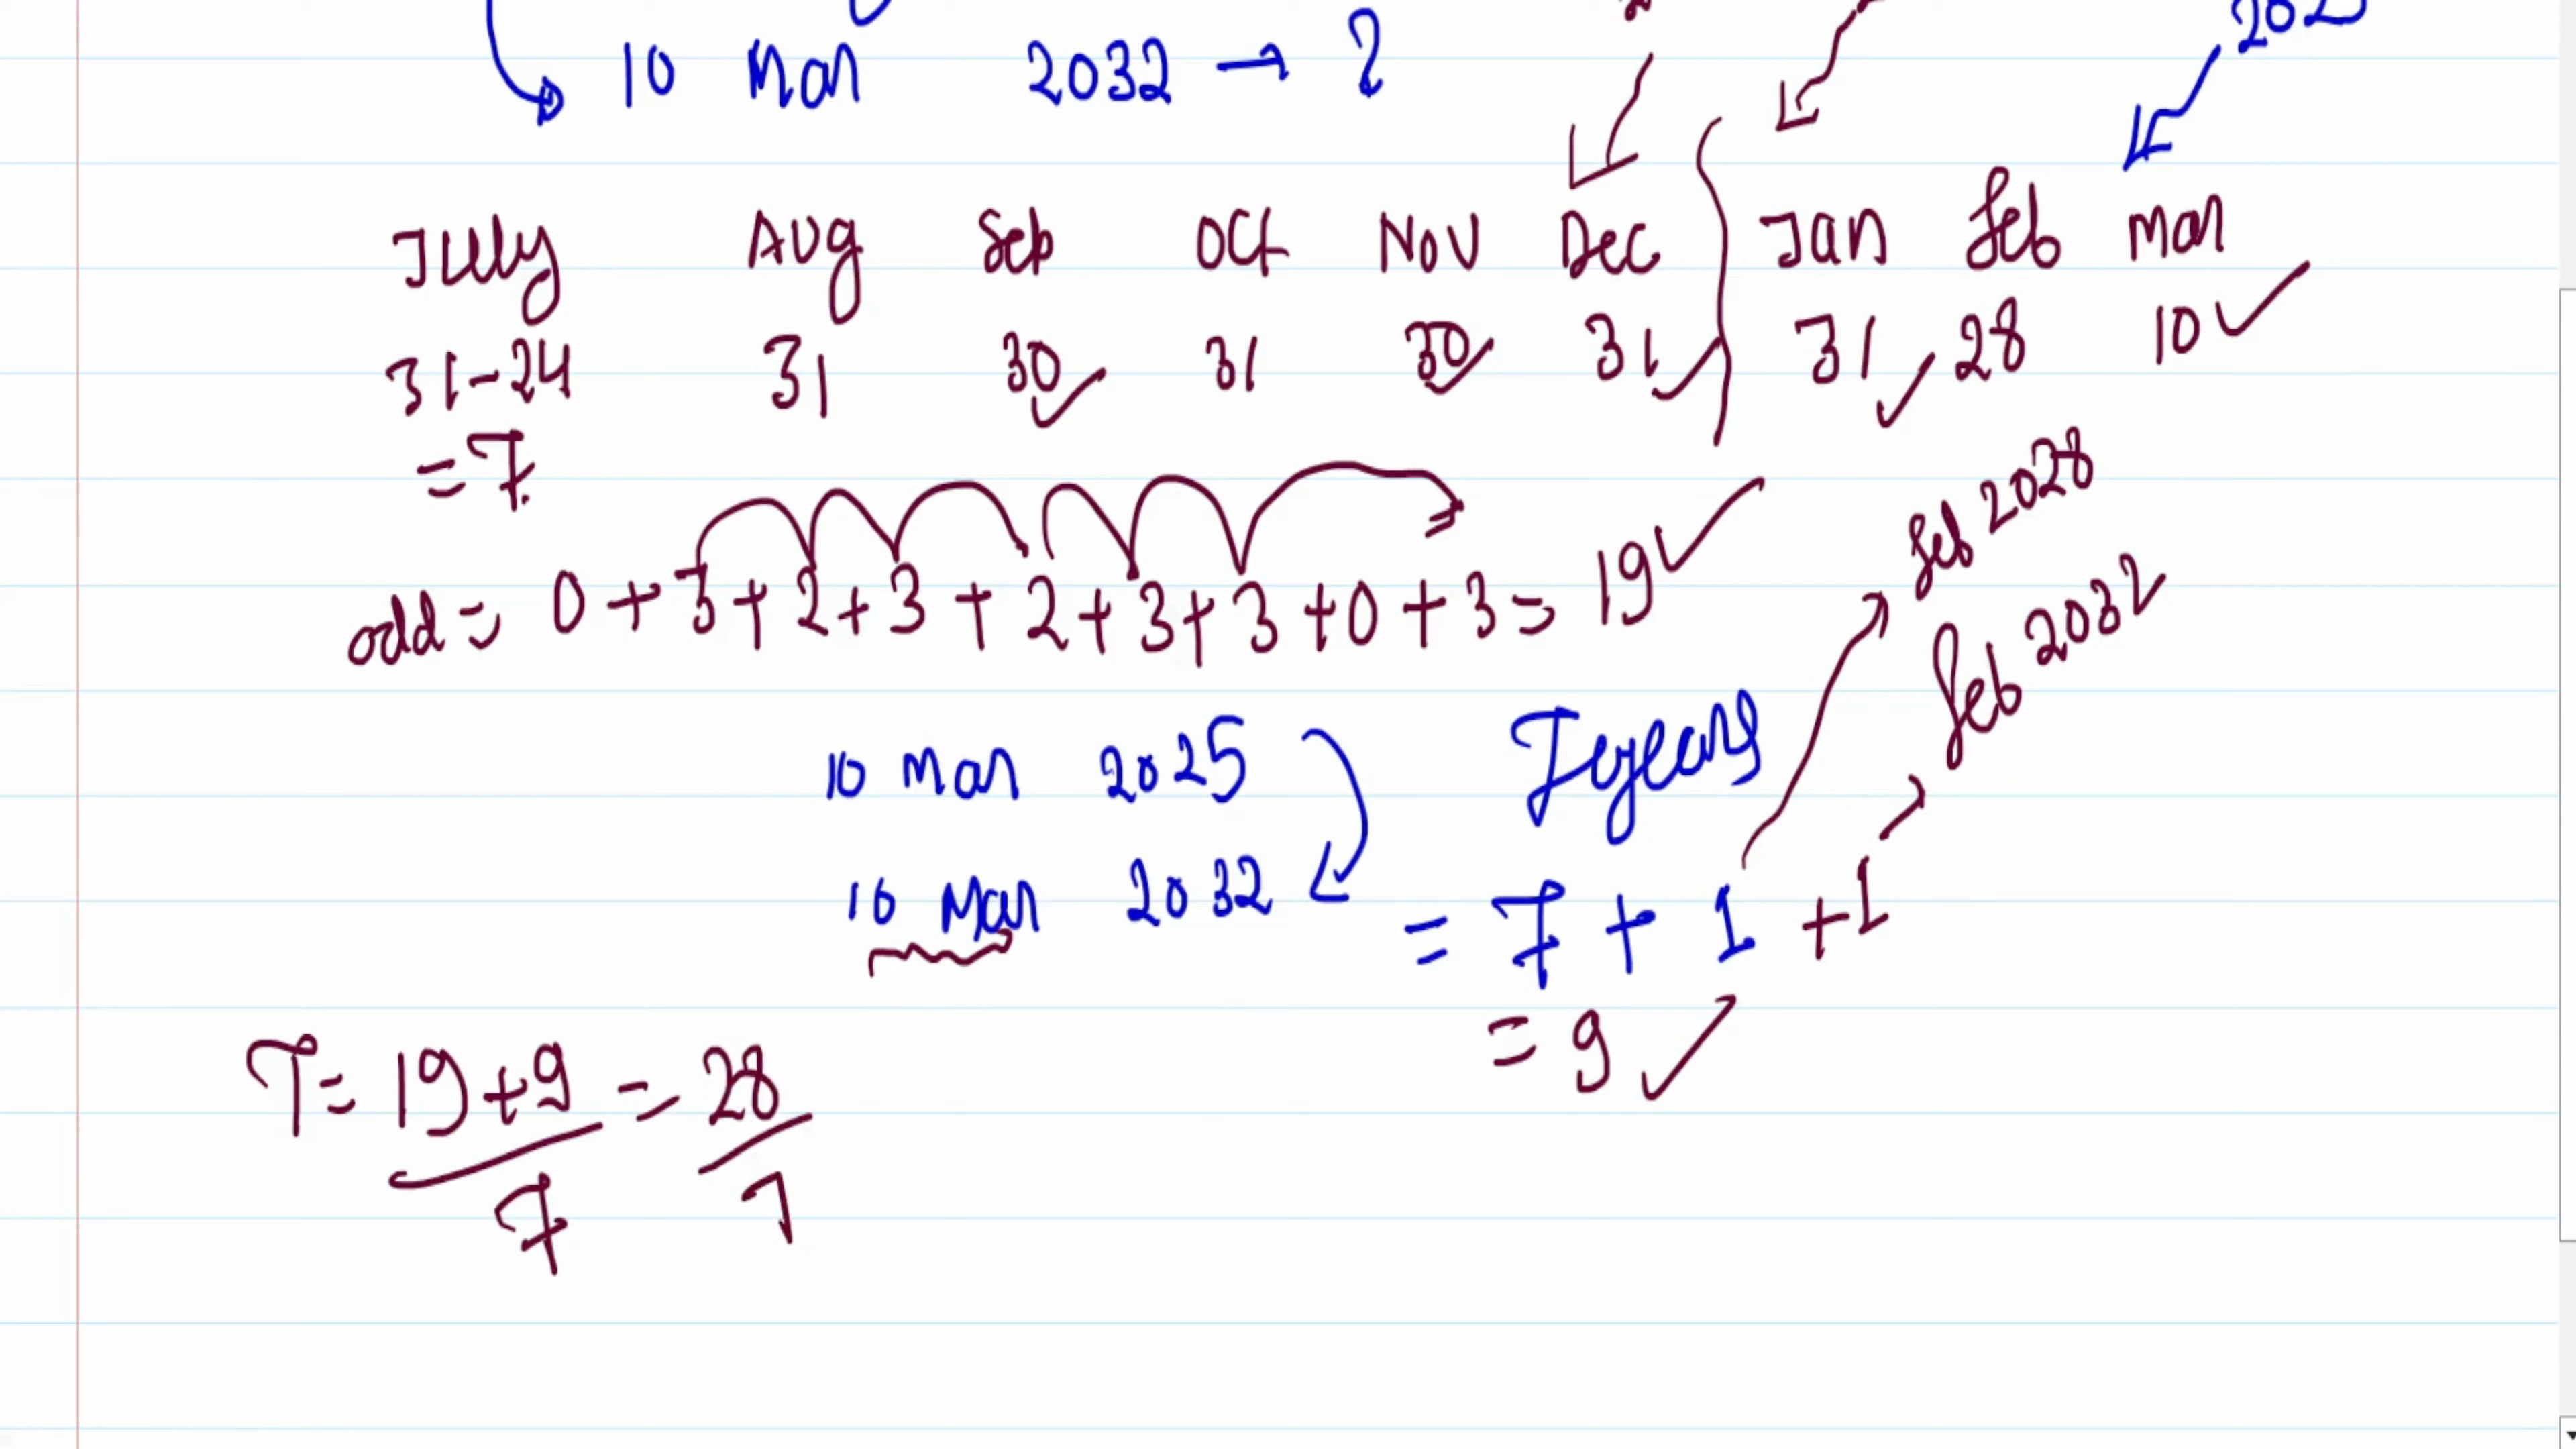 10 Mar 2032 → ?
July Aug Seb Oct Nov Dec Jan feb mar
31-24 31 30 31 30 31 31 28 10
= 7
odd = 0 + 3 + 2 + 3 + 2 + 3 + 3 + 0 + 3 = 19
feb 2028
feb 2032
10 Mar 2025 7 years
10 Mar 2032 = 7 + 1 + 1
= 9
T = 19+9/7 = 28/7